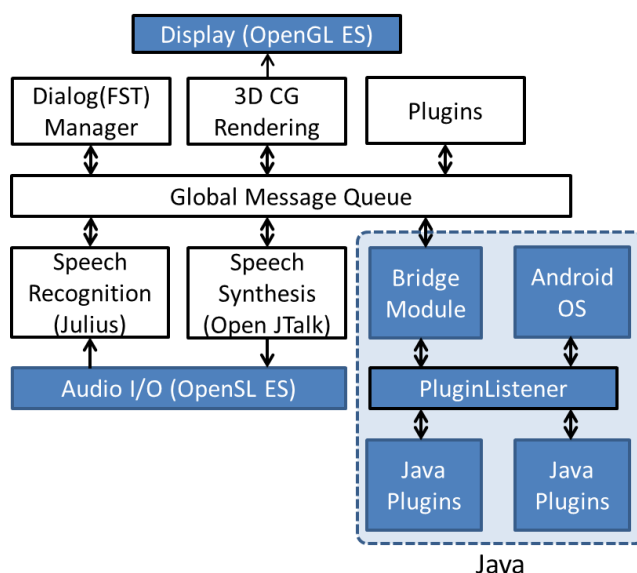 Display (OpenGL ES)
Dialog(FST)
Manager
3D CG
Rendering
Plugins
Global Message Queue
Speech
Recognition
(Julius)
Speech
Synthesis
(Open JTalk)
Bridge
Module
Android
OS
Audio I/O (OpenSL ES)
PluginListener
Java
Plugins
Java
Plugins
Java